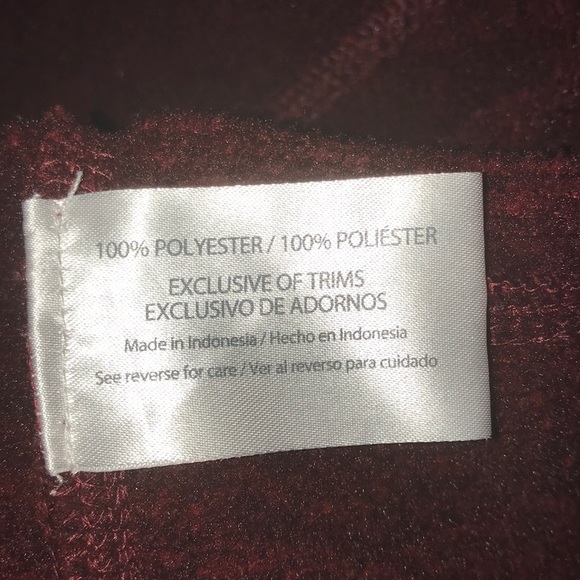 100% POLYESTER / 100% POLIÉSTER
EXCLUSIVE OF TRIMS
EXCLUSIVO DE ADORNOS
Made in Indonesia / Hecho en Indonesia
See reverse for care / Ver al reverso para cuidado